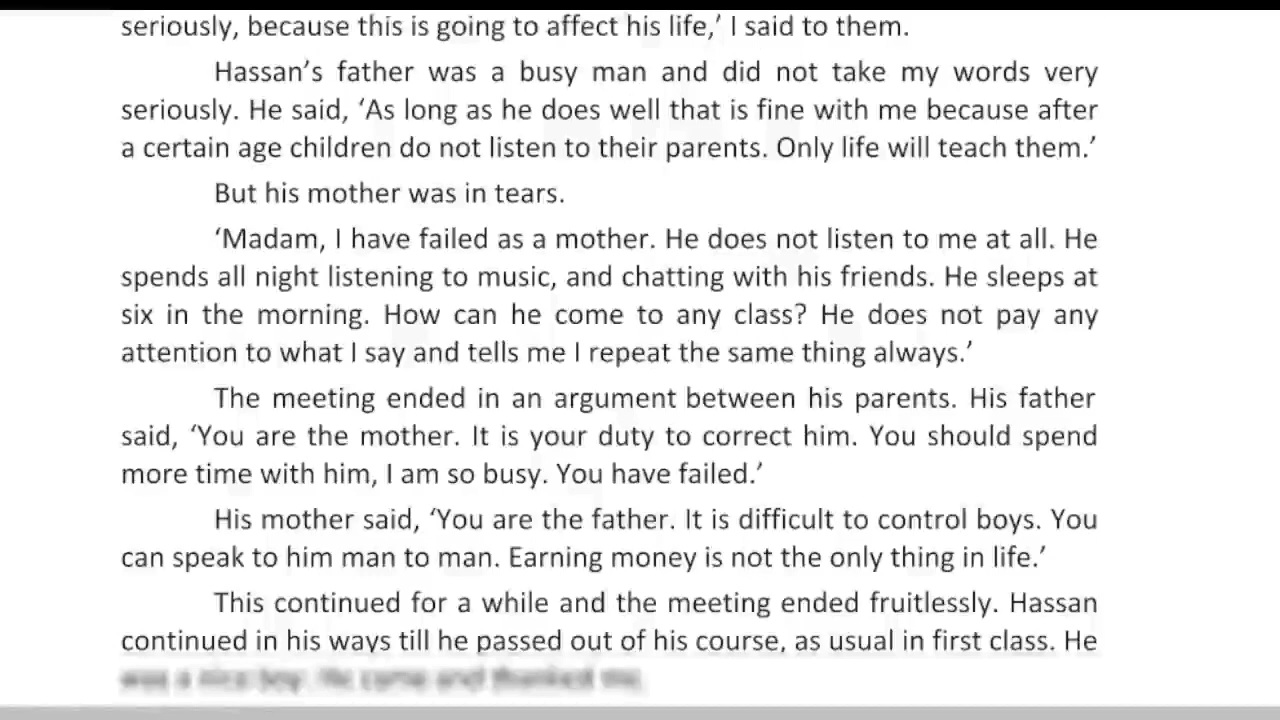 seriously, because this is going to affect his life,’ I said to them.
Hassan’s father was a busy man and did not take my words very
seriously. He said, ‘As long as he does well that is fine with me because after
a certain age children do not listen to their parents. Only life will teach them.’
But his mother was in tears.
‘Madam, I have failed as a mother. He does not listen to me at all. He
spends all night listening to music, and chatting with his friends. He sleeps at
six in the morning. How can he come to any class? He does not pay any
attention to what I say and tells me I repeat the same thing always.’
The meeting ended in an argument between his parents. His father
said, ‘You are the mother. It is your duty to correct him. You should spend
more time with him, I am so busy. You have failed.’
His mother said, ‘You are the father. It is difficult to control boys. You
can speak to him man to man. Earning money is not the only thing in life.’
This continued for a while and the meeting ended fruitlessly. Hassan
continued in his ways till he passed out of his course, as usual in first class. He